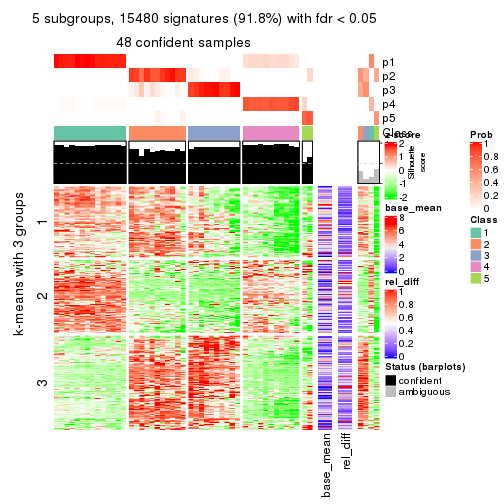 5 subgroups, 15480 signatures (91.8%) with fdr < 0.05
48 confident samples
p1
p2
p3
p4
p5
Class
z-score
2
1
0
-1
-2
Silhouette
score
Prob
1
0.8
0.6
0.4
0.2
0
base_mean
8
6
4
2
0
Class
1
2
3
4
5
rel_diff
1
0.8
0.6
0.4
0.2
0
Status (barplots)
confident
ambiguous
k-means with 3 groups
1
2
3
base_mean
rel_diff